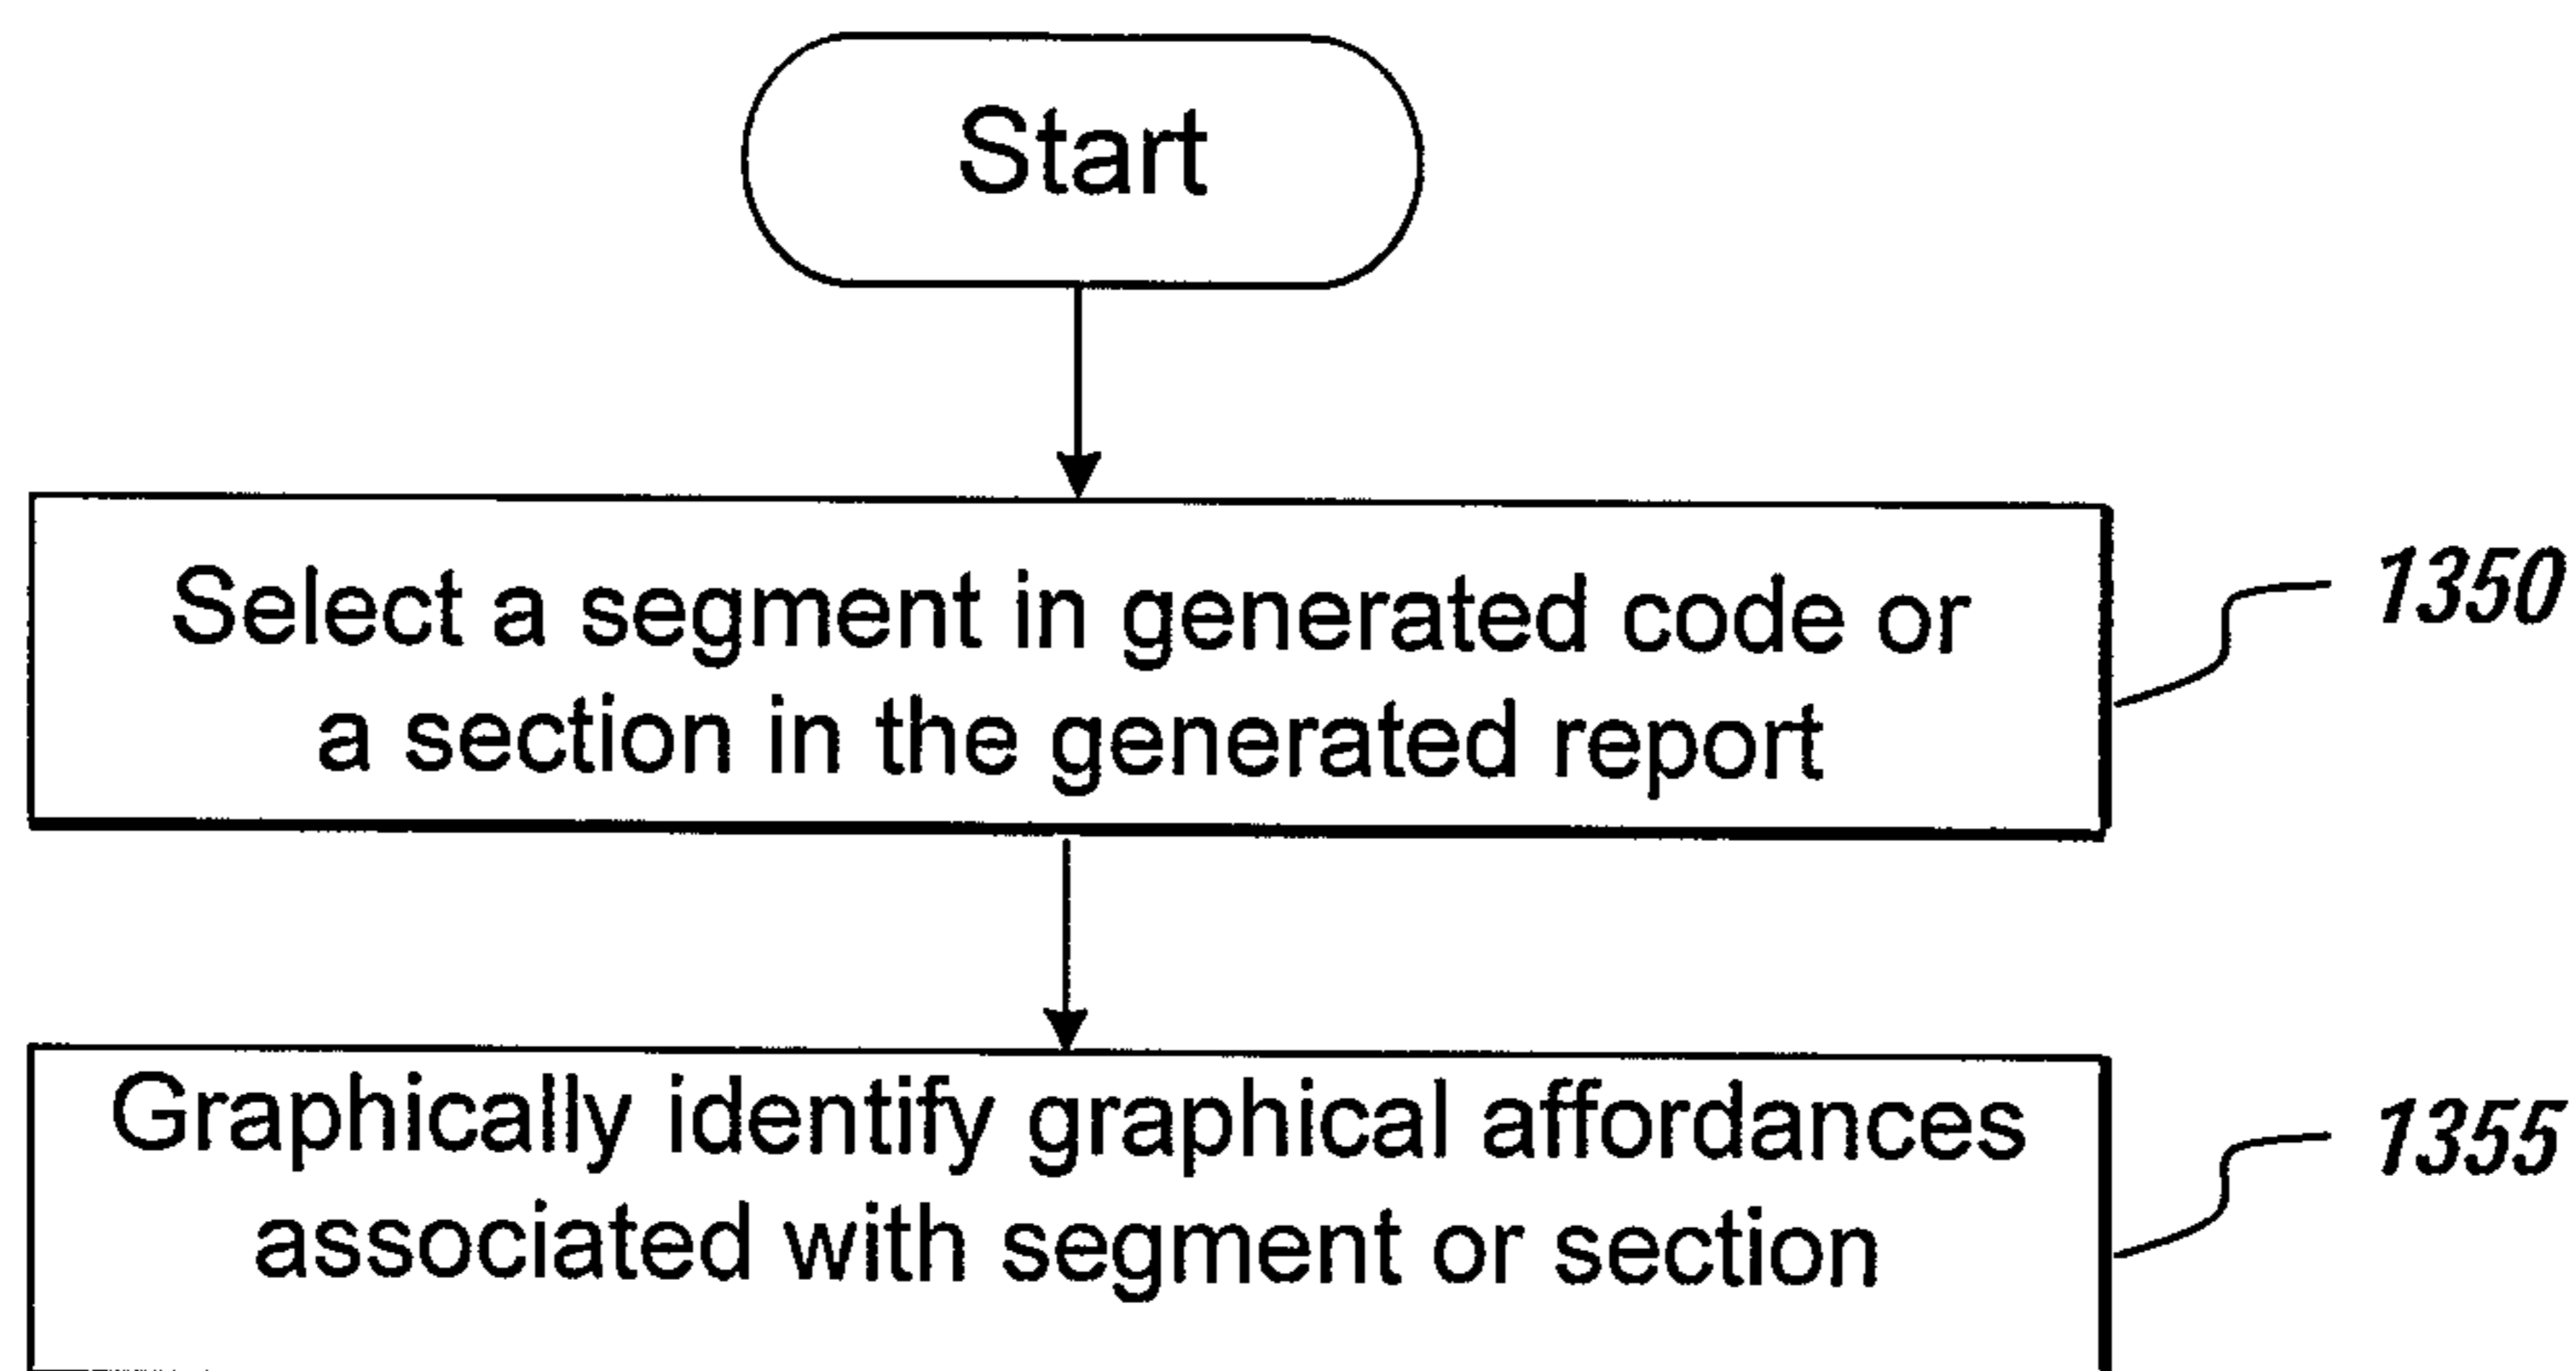 Start
Select a segment in generated code or
a section in the generated report
1350
Graphically identify graphical affordances
associated with segment or section
1355